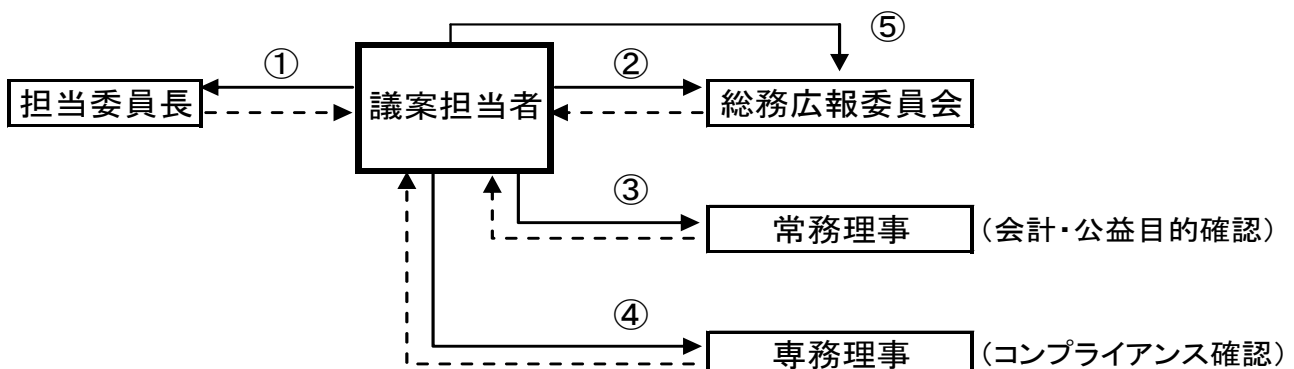 ⑤
① ②
担当委員長 議案担当者 総務広報委員会
③
常務理事 (会計・公益目的確認)
④
専務理事 (コンプライアンス確認)